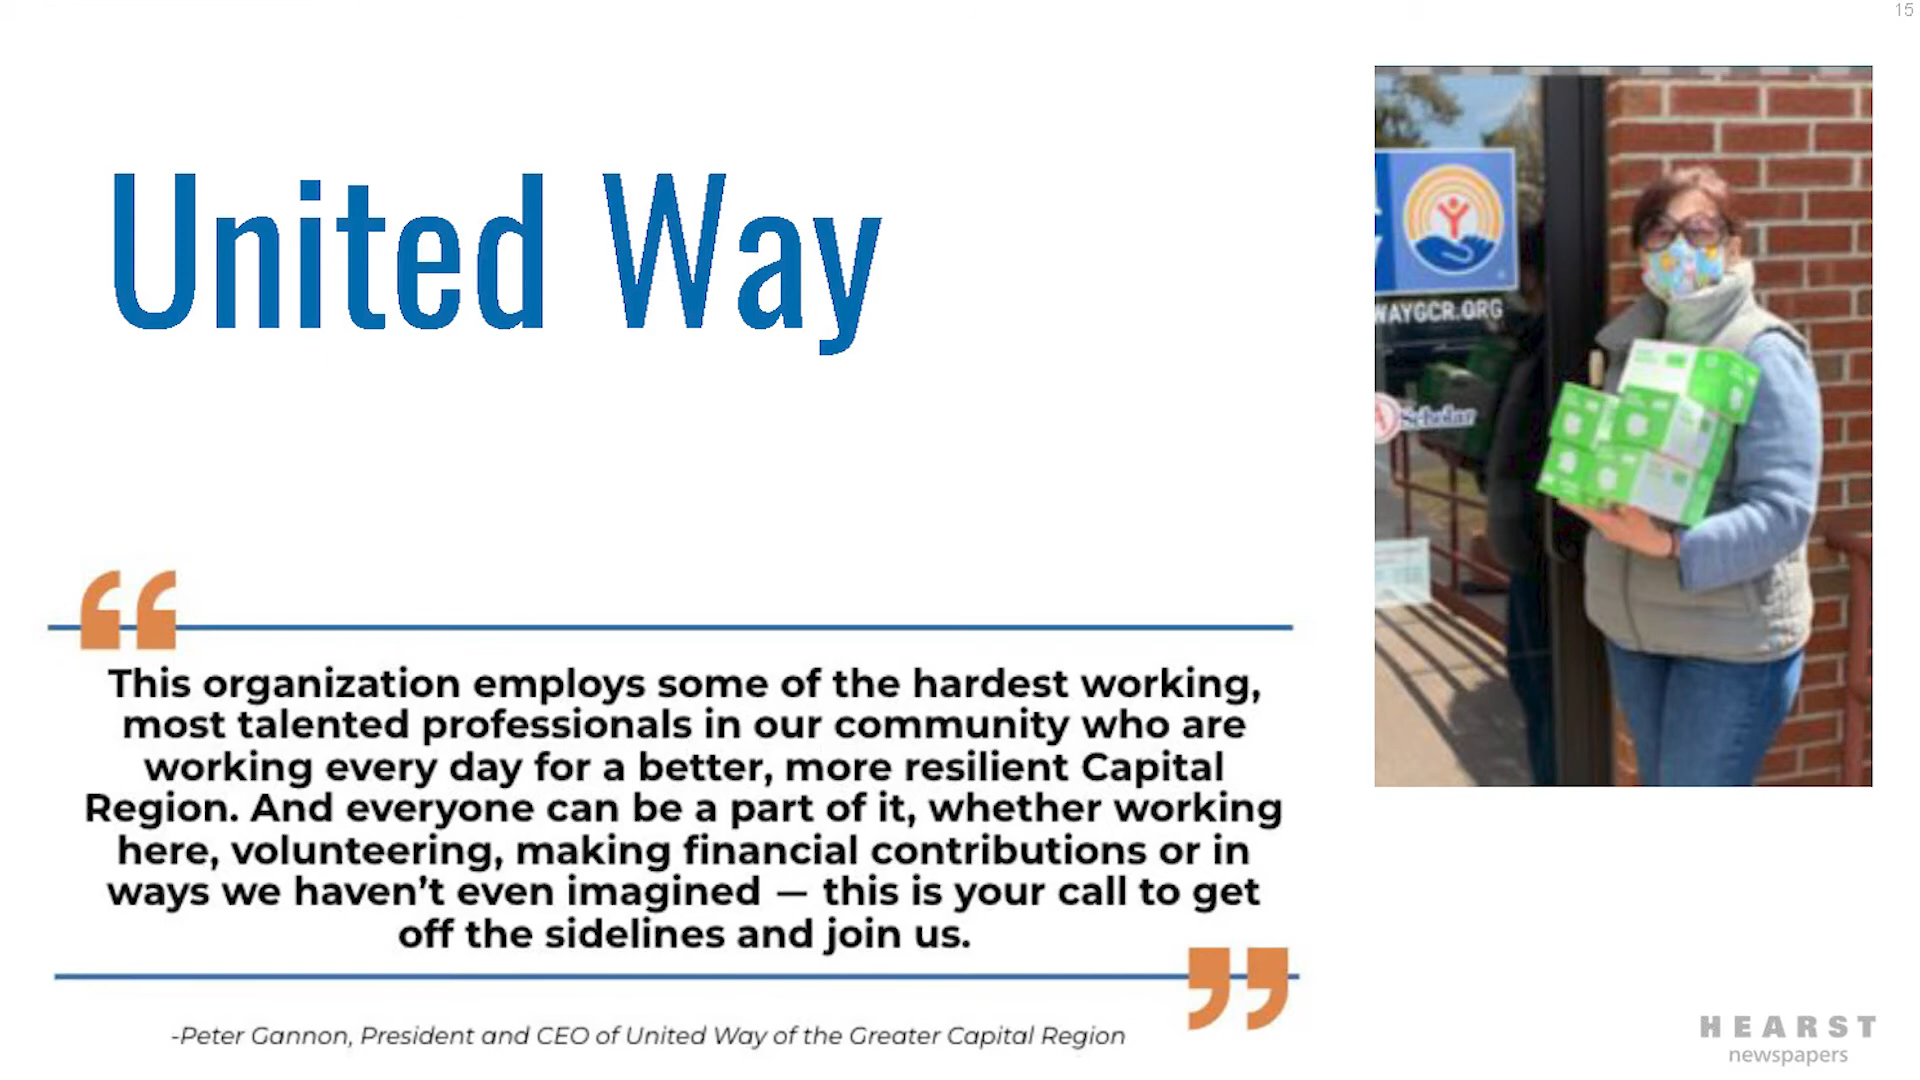 15
United Way
WAYGCR.ORG
Scholar
“
This organization employs some of the hardest working,
most talented professionals in our community who are
working every day for a better, more resilient Capital
Region. And everyone can be a part of it, whether working
here, volunteering, making financial contributions or in
ways we haven’t even imagined — this is your call to get
off the sidelines and join us.
”
-Peter Gannon, President and CEO of United Way of the Greater Capital Region
HEARST
newspapers